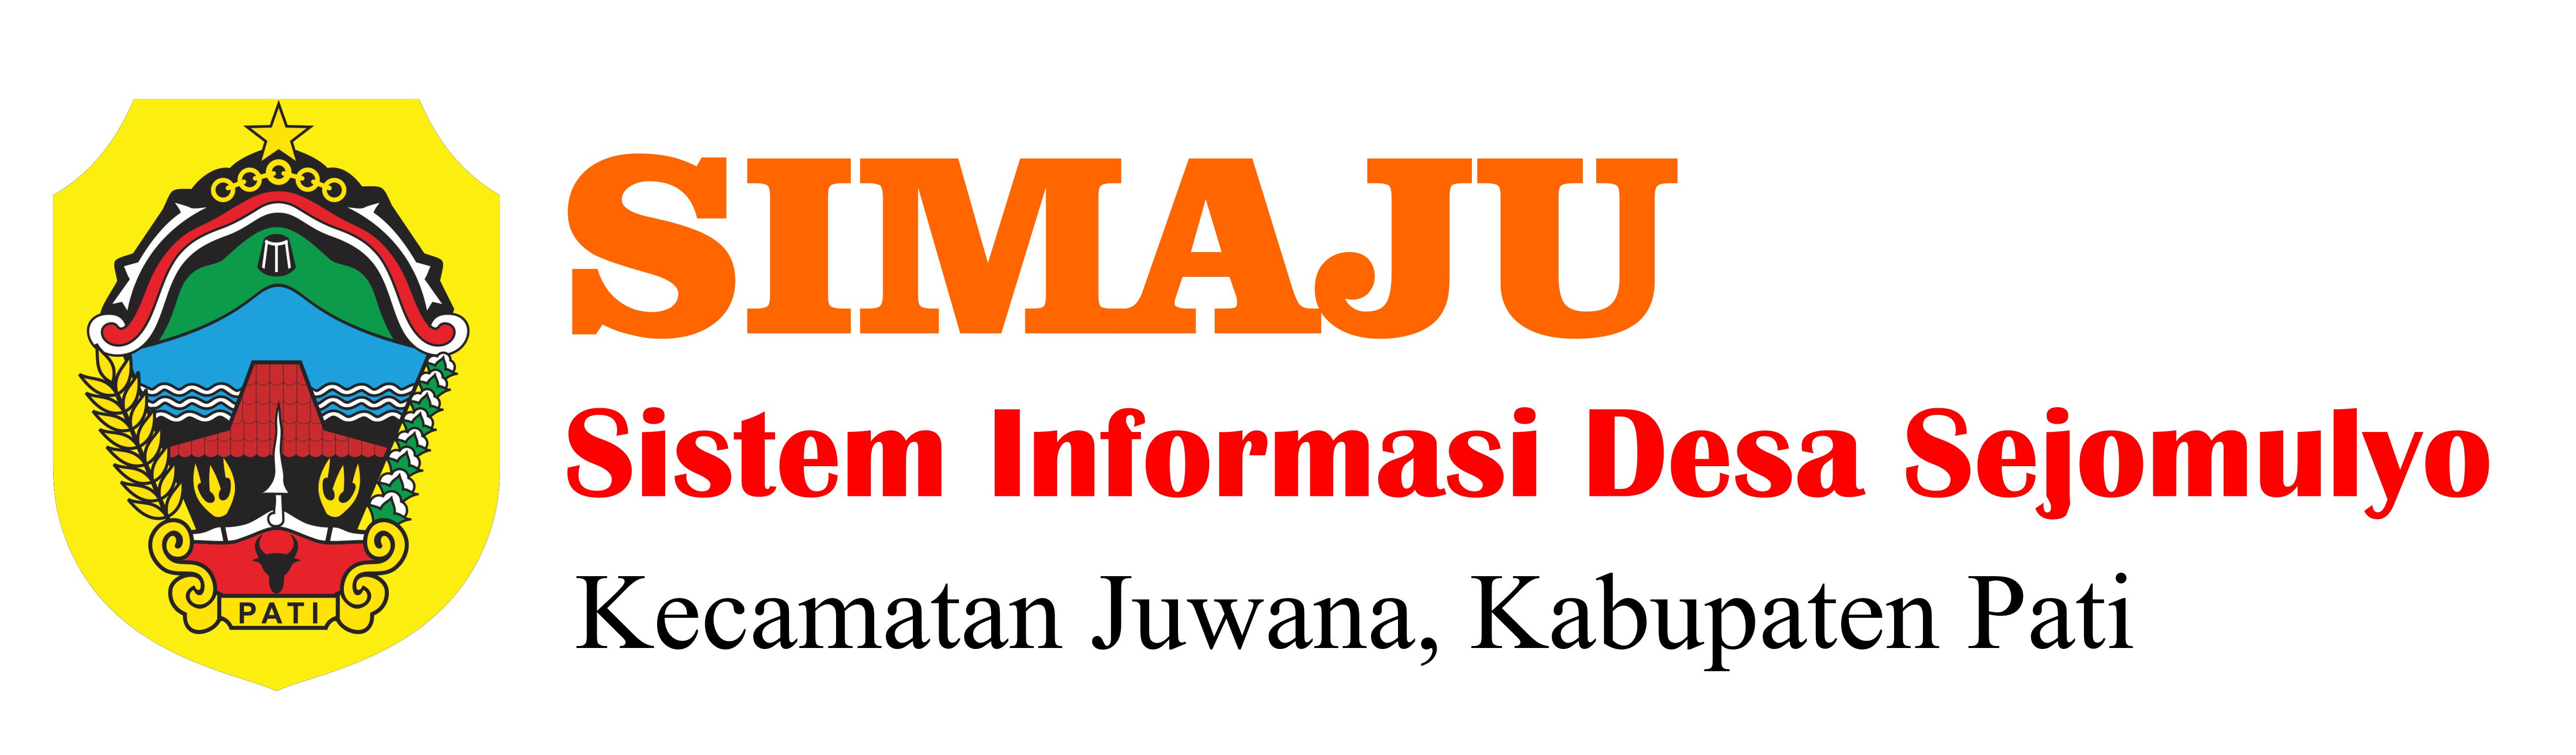 SIMAJU
Sistem Informasi Desa Sejomulyo
Kecamatan Juwana, Kabupaten Pati
PATI